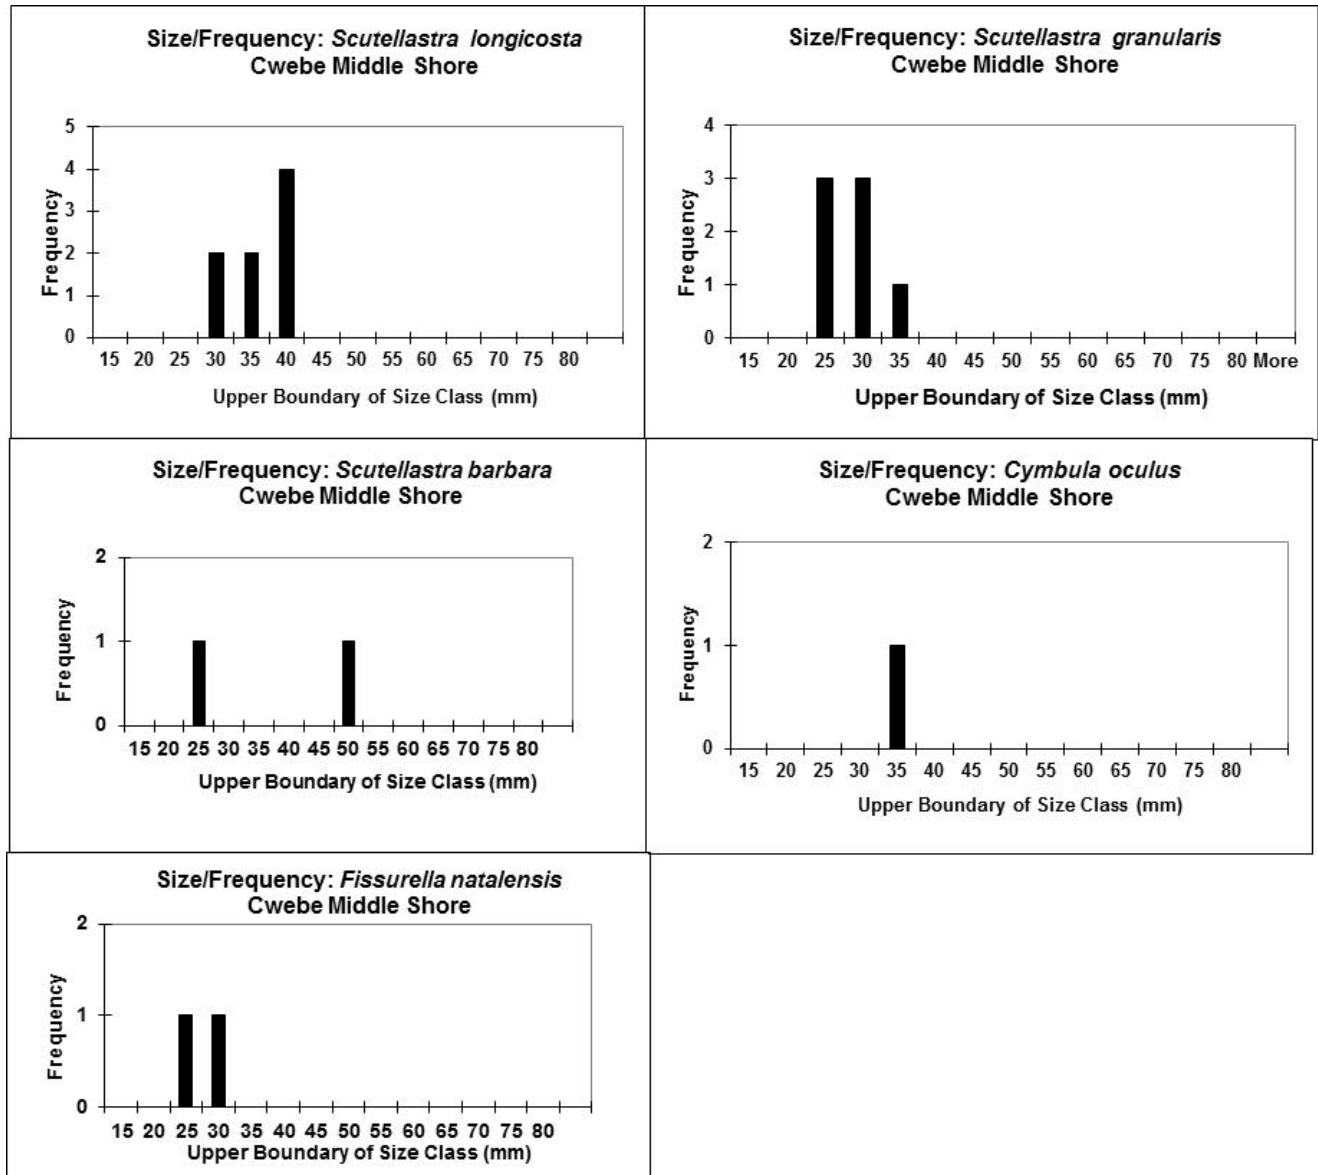 Size/Frequency: Scutellastra longicosta
Cwebe Middle Shore
5
4
3
2
1
0
Frequency
15 20 25 30 35 40 45 50 55 60 65 70 75 80
Upper Boundary of Size Class (mm)
Size/Frequency: Scutellastra granularis
Cwebe Middle Shore
4
3
2
1
0
Frequency
15 20 25 30 35 40 45 50 55 60 65 70 75 80 More
Upper Boundary of Size Class (mm)
Size/Frequency: Scutellastra barbara
Cwebe Middle Shore
2
1
0
Frequency
15 20 25 30 35 40 45 50 55 60 65 70 75 80
Upper Boundary of Size Class (mm)
Size/Frequency: Cymbula oculus
Cwebe Middle Shore
2
1
0
Frequency
15 20 25 30 35 40 45 50 55 60 65 70 75 80
Upper Boundary of Size Class (mm)
Size/Frequency: Fissurella natalensis
Cwebe Middle Shore
2
1
0
Frequency
15 20 25 30 35 40 45 50 55 60 65 70 75 80
Upper Boundary of Size Class (mm)